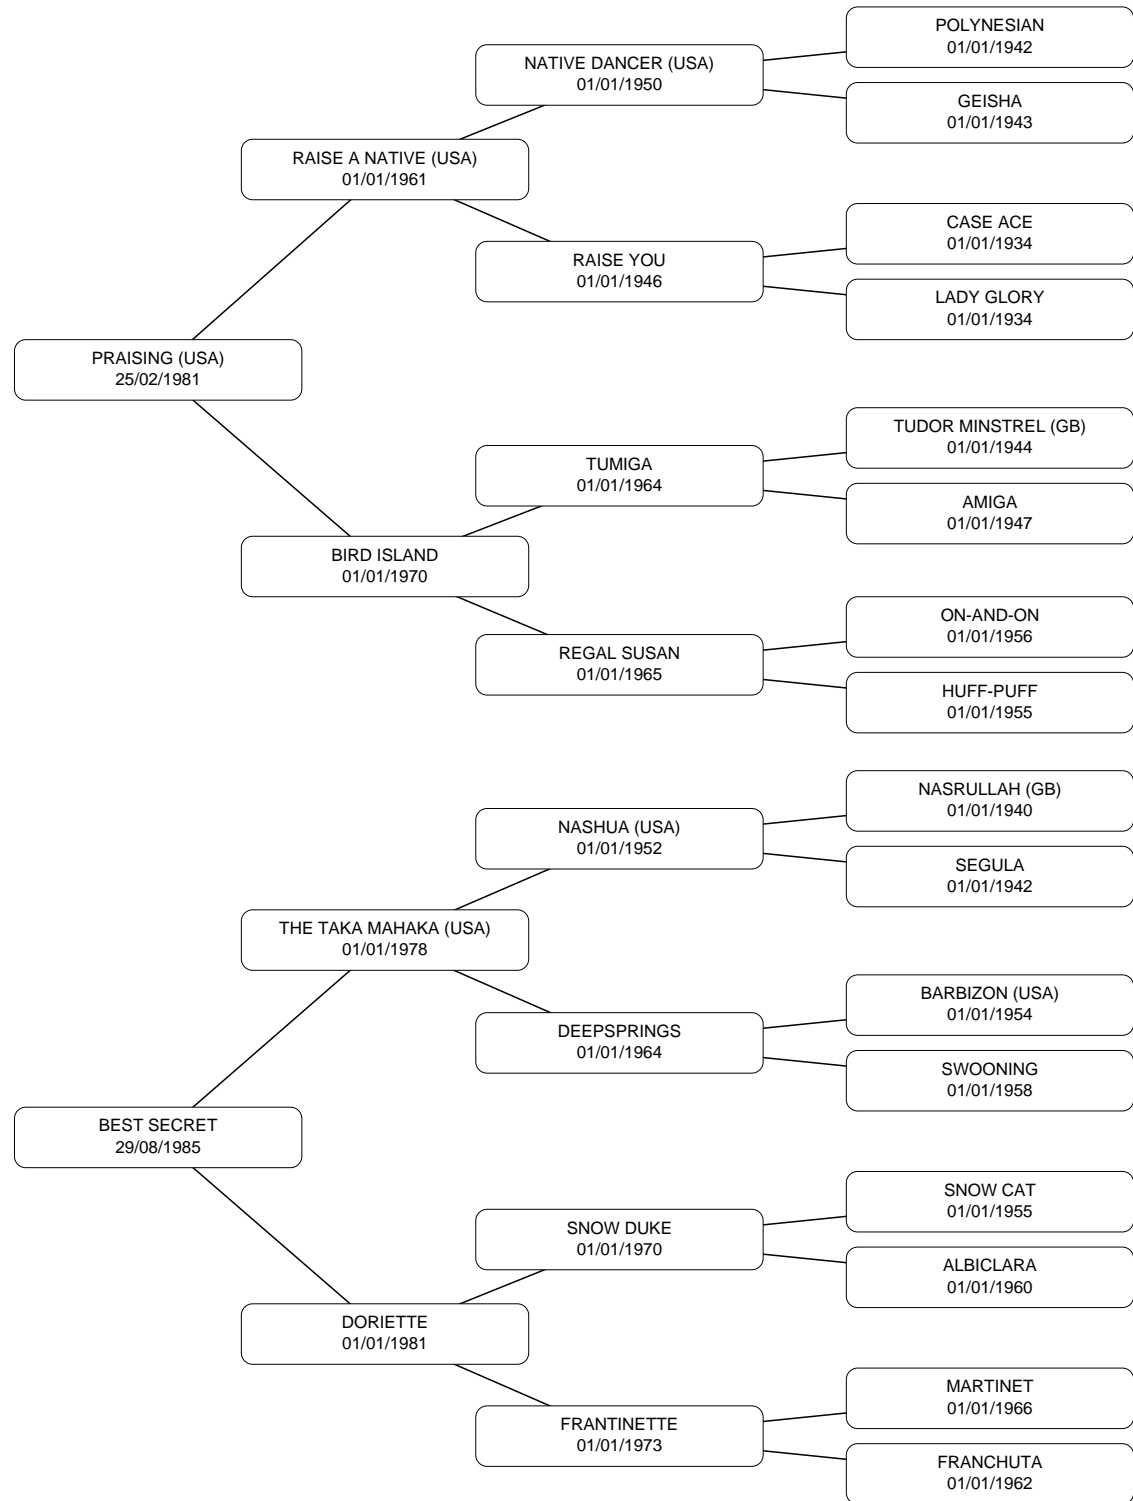 POLYNESIAN
01/01/1942
NATIVE DANCER (USA)
01/01/1950
GEISHA
01/01/1943
RAISE A NATIVE (USA)
01/01/1961
CASE ACE
01/01/1934
RAISE YOU
01/01/1946
LADY GLORY
01/01/1934
PRAISING (USA)
25/02/1981
TUDOR MINSTREL (GB)
01/01/1944
TUMIGA
01/01/1964
AMIGA
01/01/1947
BIRD ISLAND
01/01/1970
ON-AND-ON
01/01/1956
REGAL SUSAN
01/01/1965
HUFF-PUFF
01/01/1955
NASRULLAH (GB)
01/01/1940
NASHUA (USA)
01/01/1952
SEGULA
01/01/1942
THE TAKA MAHAKA (USA)
01/01/1978
BARBIZON (USA)
01/01/1954
DEEPSPRINGS
01/01/1964
SWOONING
01/01/1958
BEST SECRET
29/08/1985
SNOW CAT
01/01/1955
SNOW DUKE
01/01/1970
ALBICLARA
01/01/1960
DORIETTE
01/01/1981
MARTINET
01/01/1966
FRANTINETTE
01/01/1973
FRANCHUTA
01/01/1962